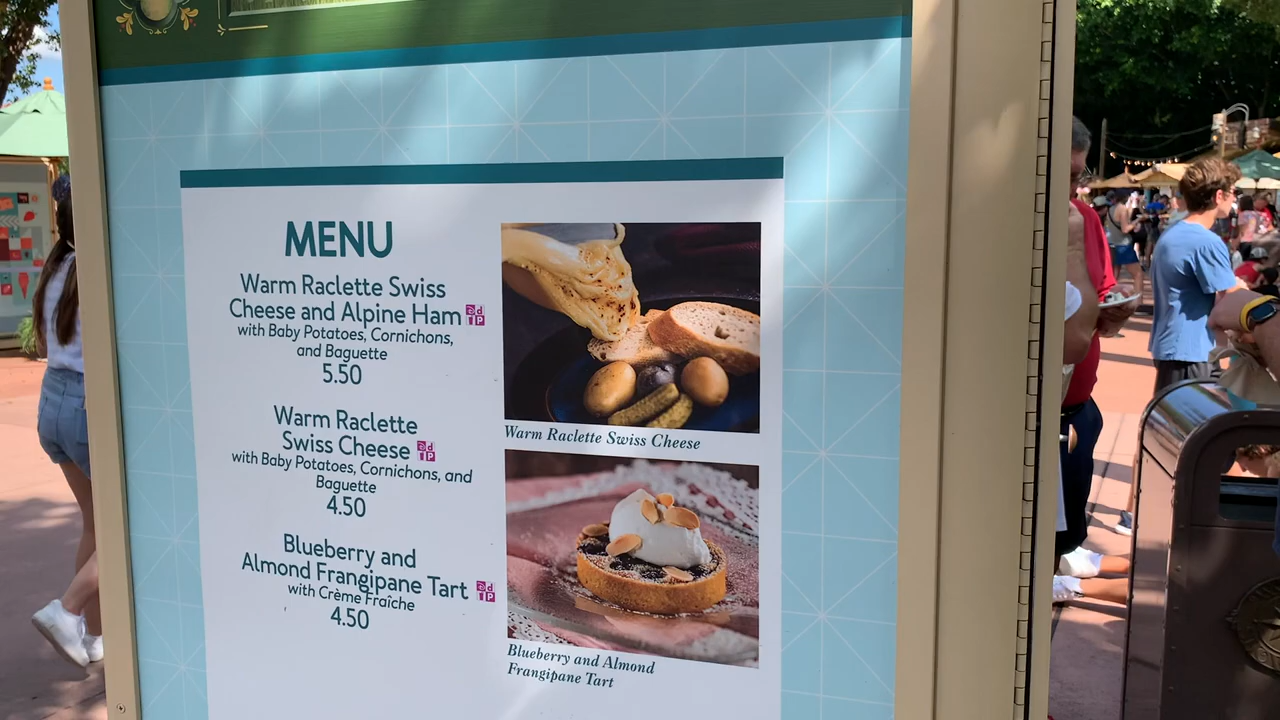 MENU
Warm Raclette Swiss
Cheese and Alpine Ham
with Baby Potatoes, Cornichons,
and Baguette
5.50
Warm Raclette
Swiss Cheese
with Baby Potatoes, Cornichons, and
Baguette
4.50
Blueberry and
Almond Frangipane Tart
with Crème Fraîche
4.50
Warm Raclette Swiss Cheese
Blueberry and Almond
Frangipane Tart